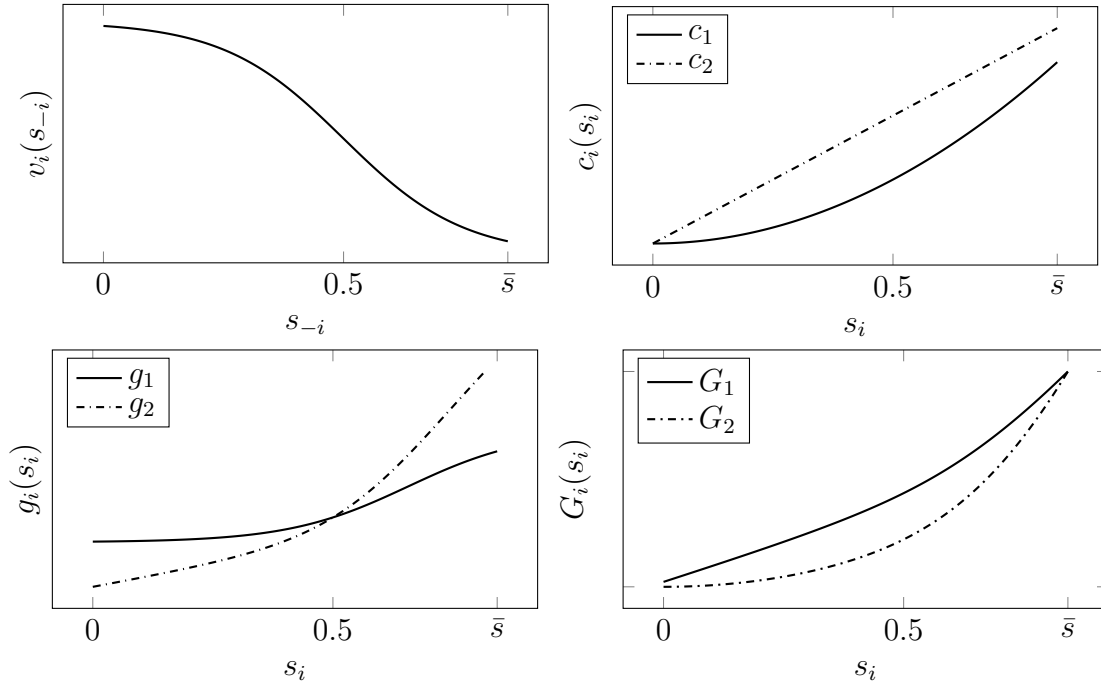 v_i(s_{-i})
0
0.5
s̄
s_{-i}
c_1
c_2
c_i(s_i)
0
0.5
s̄
s_i
g_1
g_2
g_i(s_i)
0
0.5
s̄
s_i
G_1
G_2
G_i(s_i)
0
0.5
s̄
s_i